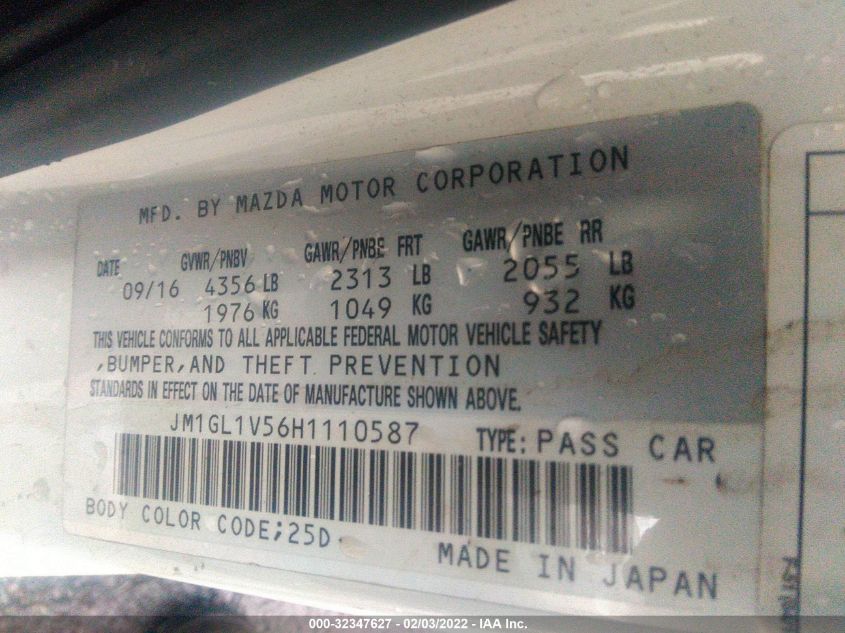 MFD. BY MAZDA MOTOR CORPORATION
DATE GVWR/PNBV GAWR/PNBE FRT GAWR/PNBE RR
09/16 4356 LB 2313 LB 2055 LB
1976 KG 1049 KG 932 KG
THIS VEHICLE CONFORMS TO ALL APPLICABLE FEDERAL MOTOR VEHICLE SAFETY
,BUMPER,AND THEFT PREVENTION
STANDARDS IN EFFECT ON THE DATE OF MANUFACTURE SHOWN ABOVE.
JM1GL1V56H1110587 TYPE: PASS CAR
BODY COLOR CODE;25D
MADE IN JAPAN
000-32347627 - 02/03/2022 - IAA Inc.